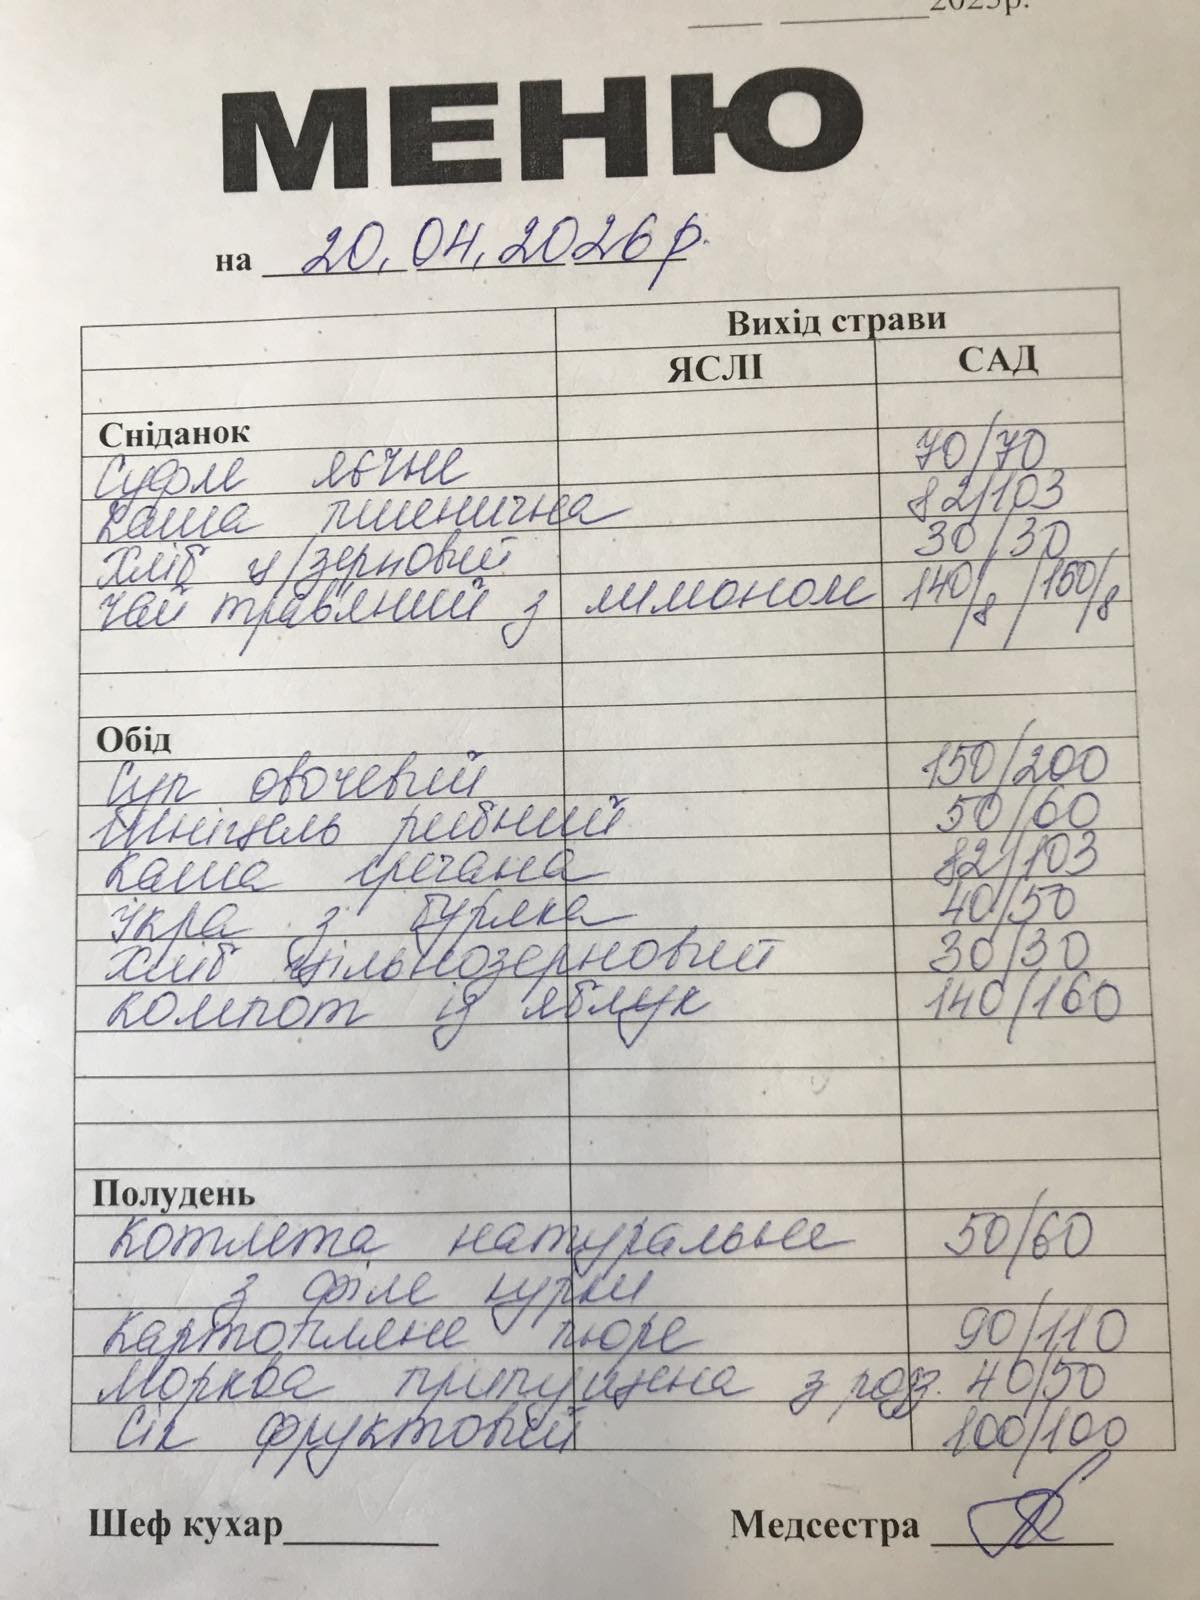 2023р.
МЕНЮ
на 20.04.2026р.
Вихід страви
ЯСЛІ САД
Сніданок
Суфле яєчне 70/70
Каша пшенична 82/103
Хліб ц/зерновий 30/30
Чай трав'яний з лимоном 140/8/150/8
Обід
Суп овочевий 150/200
Шніцель рибний 50/60
Каша гречана 82/103
Ікра з буряка 40/50
Хліб цільнозерновий 30/30
Компот із яблук 140/160
Полудень
Котлета натуральне 50/60
з філе курки
Картопляне пюре 90/110
Морква припущена з роз. 40/50
Сік фруктовий 100/100
Шеф кухар Медсестра